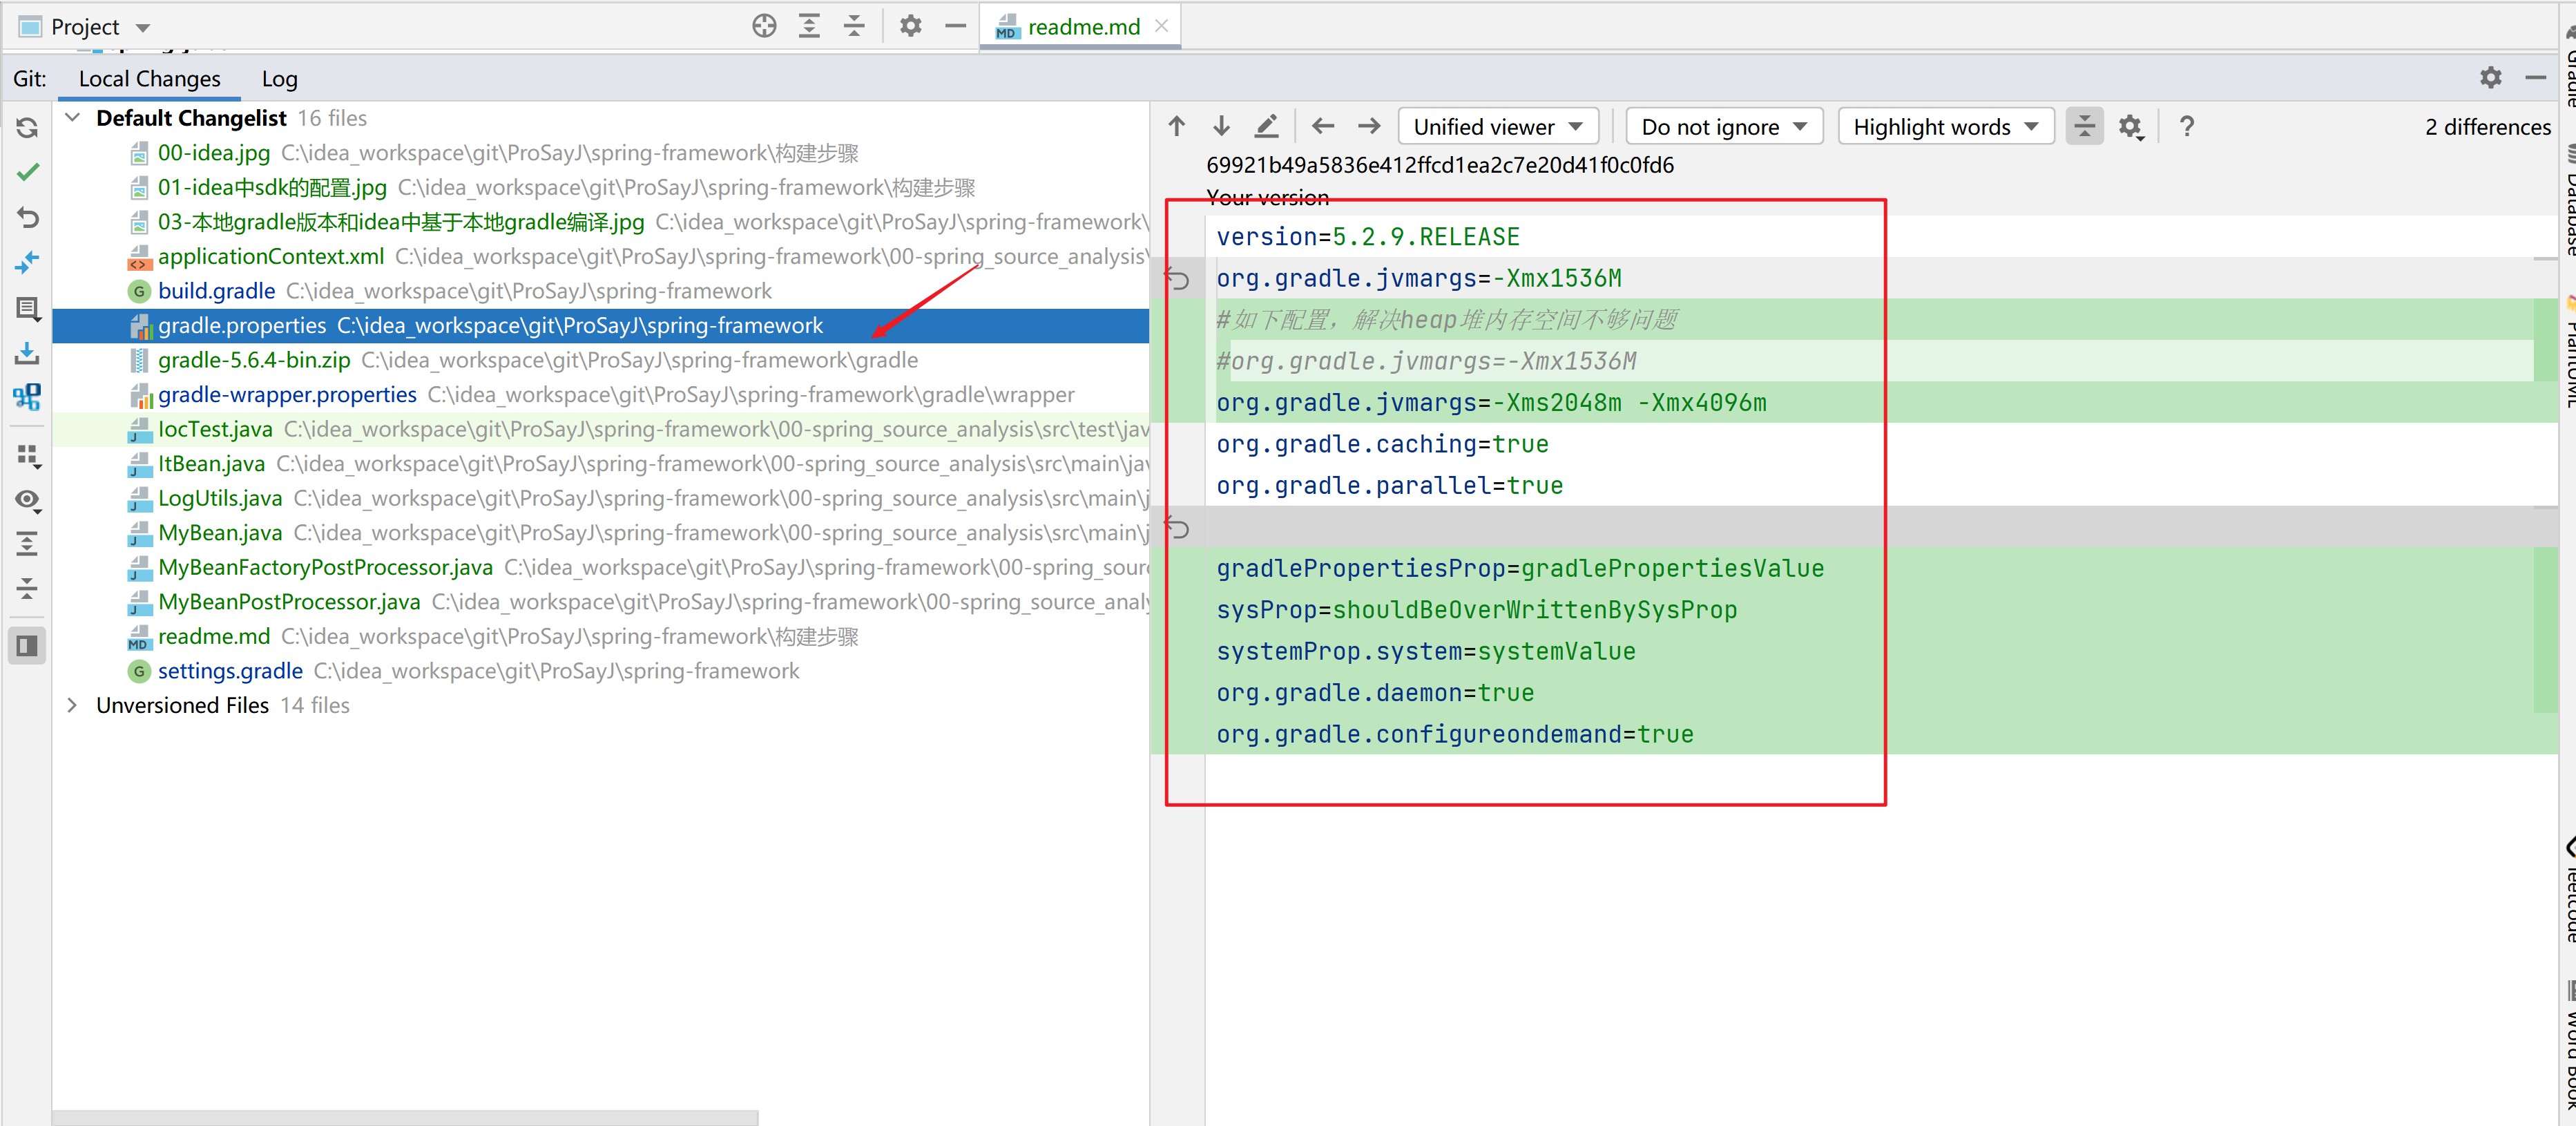 Project
readme.md
Git:
Local Changes
Log
Default Changelist 16 files
00-idea.jpg C:\idea_workspace\git\ProSayJ\spring-framework\构建步骤
01-idea中sdk的配置.jpg C:\idea_workspace\git\ProSayJ\spring-framework\构建步骤
03-本地gradle版本和idea中基于本地gradle编译.jpg C:\idea_workspace\git\ProSayJ\spring-framework\
applicationContext.xml C:\idea_workspace\git\ProSayJ\spring-framework\00-spring_source_analysis\
build.gradle C:\idea_workspace\git\ProSayJ\spring-framework
gradle.properties C:\idea_workspace\git\ProSayJ\spring-framework
gradle-5.6.4-bin.zip C:\idea_workspace\git\ProSayJ\spring-framework\gradle
gradle-wrapper.properties C:\idea_workspace\git\ProSayJ\spring-framework\gradle\wrapper
IocTest.java C:\idea_workspace\git\ProSayJ\spring-framework\00-spring_source_analysis\src\test\jav
ItBean.java C:\idea_workspace\git\ProSayJ\spring-framework\00-spring_source_analysis\src\main\jav
LogUtils.java C:\idea_workspace\git\ProSayJ\spring-framework\00-spring_source_analysis\src\main\j
MyBean.java C:\idea_workspace\git\ProSayJ\spring-framework\00-spring_source_analysis\src\main\j
MyBeanFactoryPostProcessor.java C:\idea_workspace\git\ProSayJ\spring-framework\00-spring_sour
MyBeanPostProcessor.java C:\idea_workspace\git\ProSayJ\spring-framework\00-spring_source_analy
readme.md C:\idea_workspace\git\ProSayJ\spring-framework\构建步骤
settings.gradle C:\idea_workspace\git\ProSayJ\spring-framework
Unversioned Files 14 files
Unified viewer
Do not ignore
Highlight words
?
2 differences
69921b49a5836e412ffcd1ea2c7e20d41f0c0fd6
Your version
version=5.2.9.RELEASE
org.gradle.jvmargs=-Xmx1536M
#如下配置，解决heap堆内存空间不够问题
#org.gradle.jvmargs=-Xmx1536M
org.gradle.jvmargs=-Xms2048m -Xmx4096m
org.gradle.caching=true
org.gradle.parallel=true
gradlePropertiesProp=gradlePropertiesValue
sysProp=shouldBeOverWrittenBySysProp
systemProp.system=systemValue
org.gradle.daemon=true
org.gradle.configureondemand=true
Gradle
Database
PlantUML
leetcode
Word Book